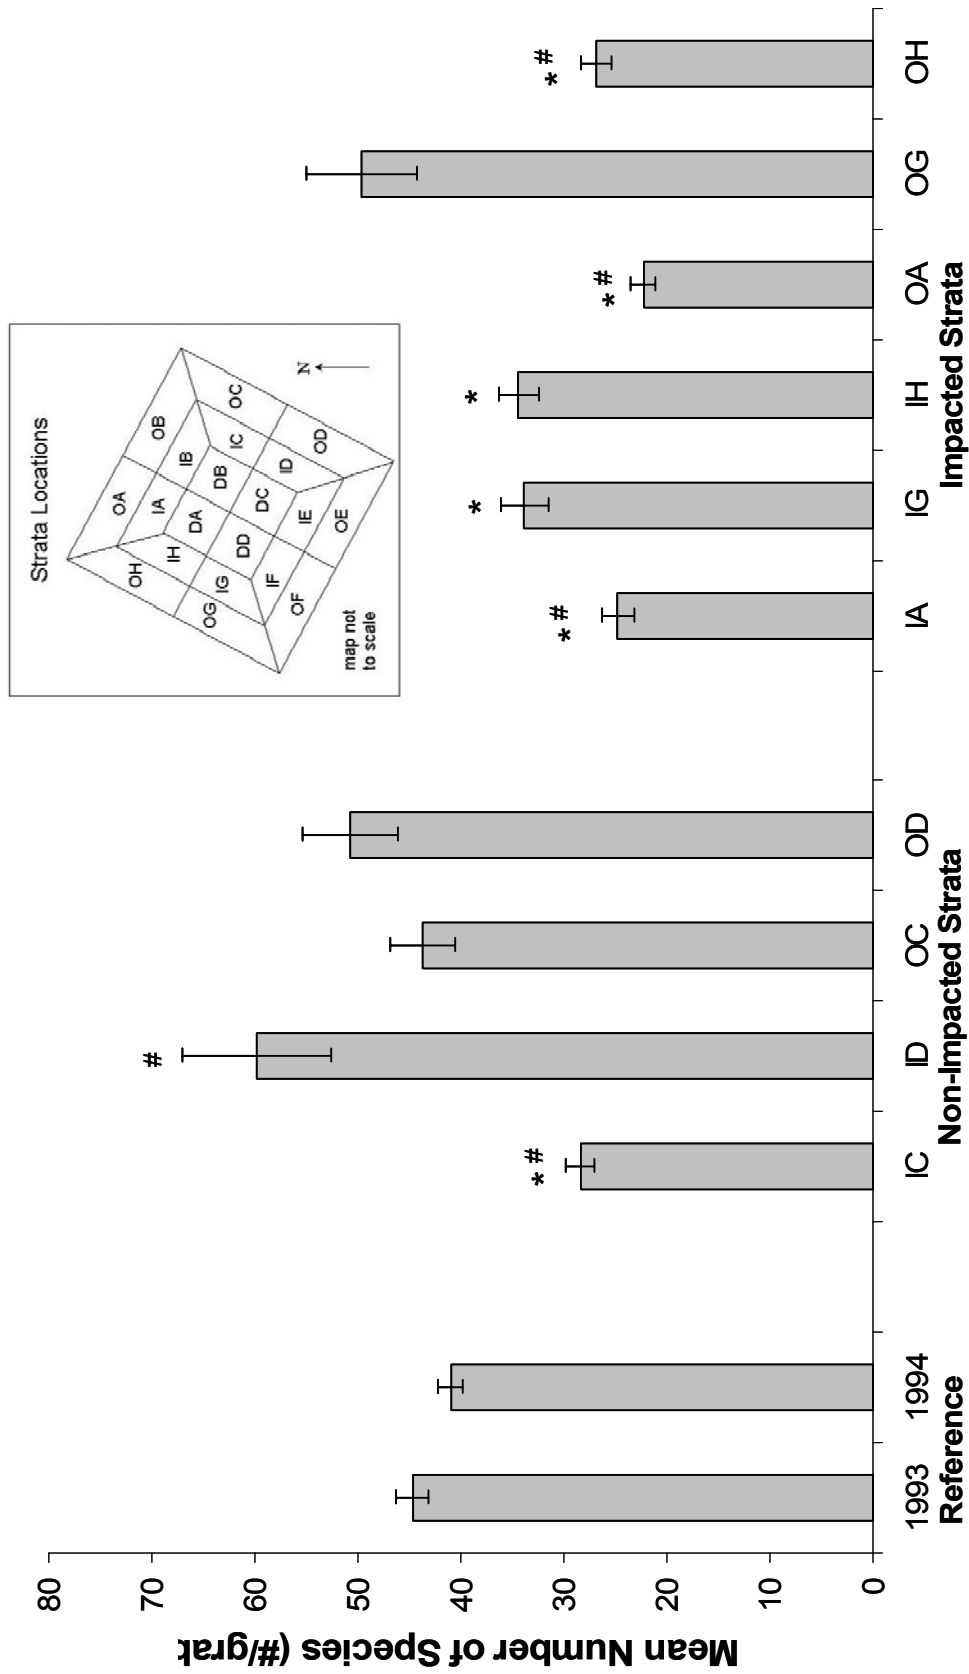 Mean Number of Species (#/grab
80
70
60
50
40
30
20
10
0
Strata Locations
OA
OB
OH
IA
IB
OC
IH
DA
DB
IC
OG
IG
DD
DC
ID
OD
IF
IE
OF
OE
N
map not
to scale
#
* #
* #
*
*
* #
* #
1993
1994
IC
ID
OC
OD
IA
IG
IH
OA
OG
OH
Reference
Non-Impacted Strata
Impacted Strata